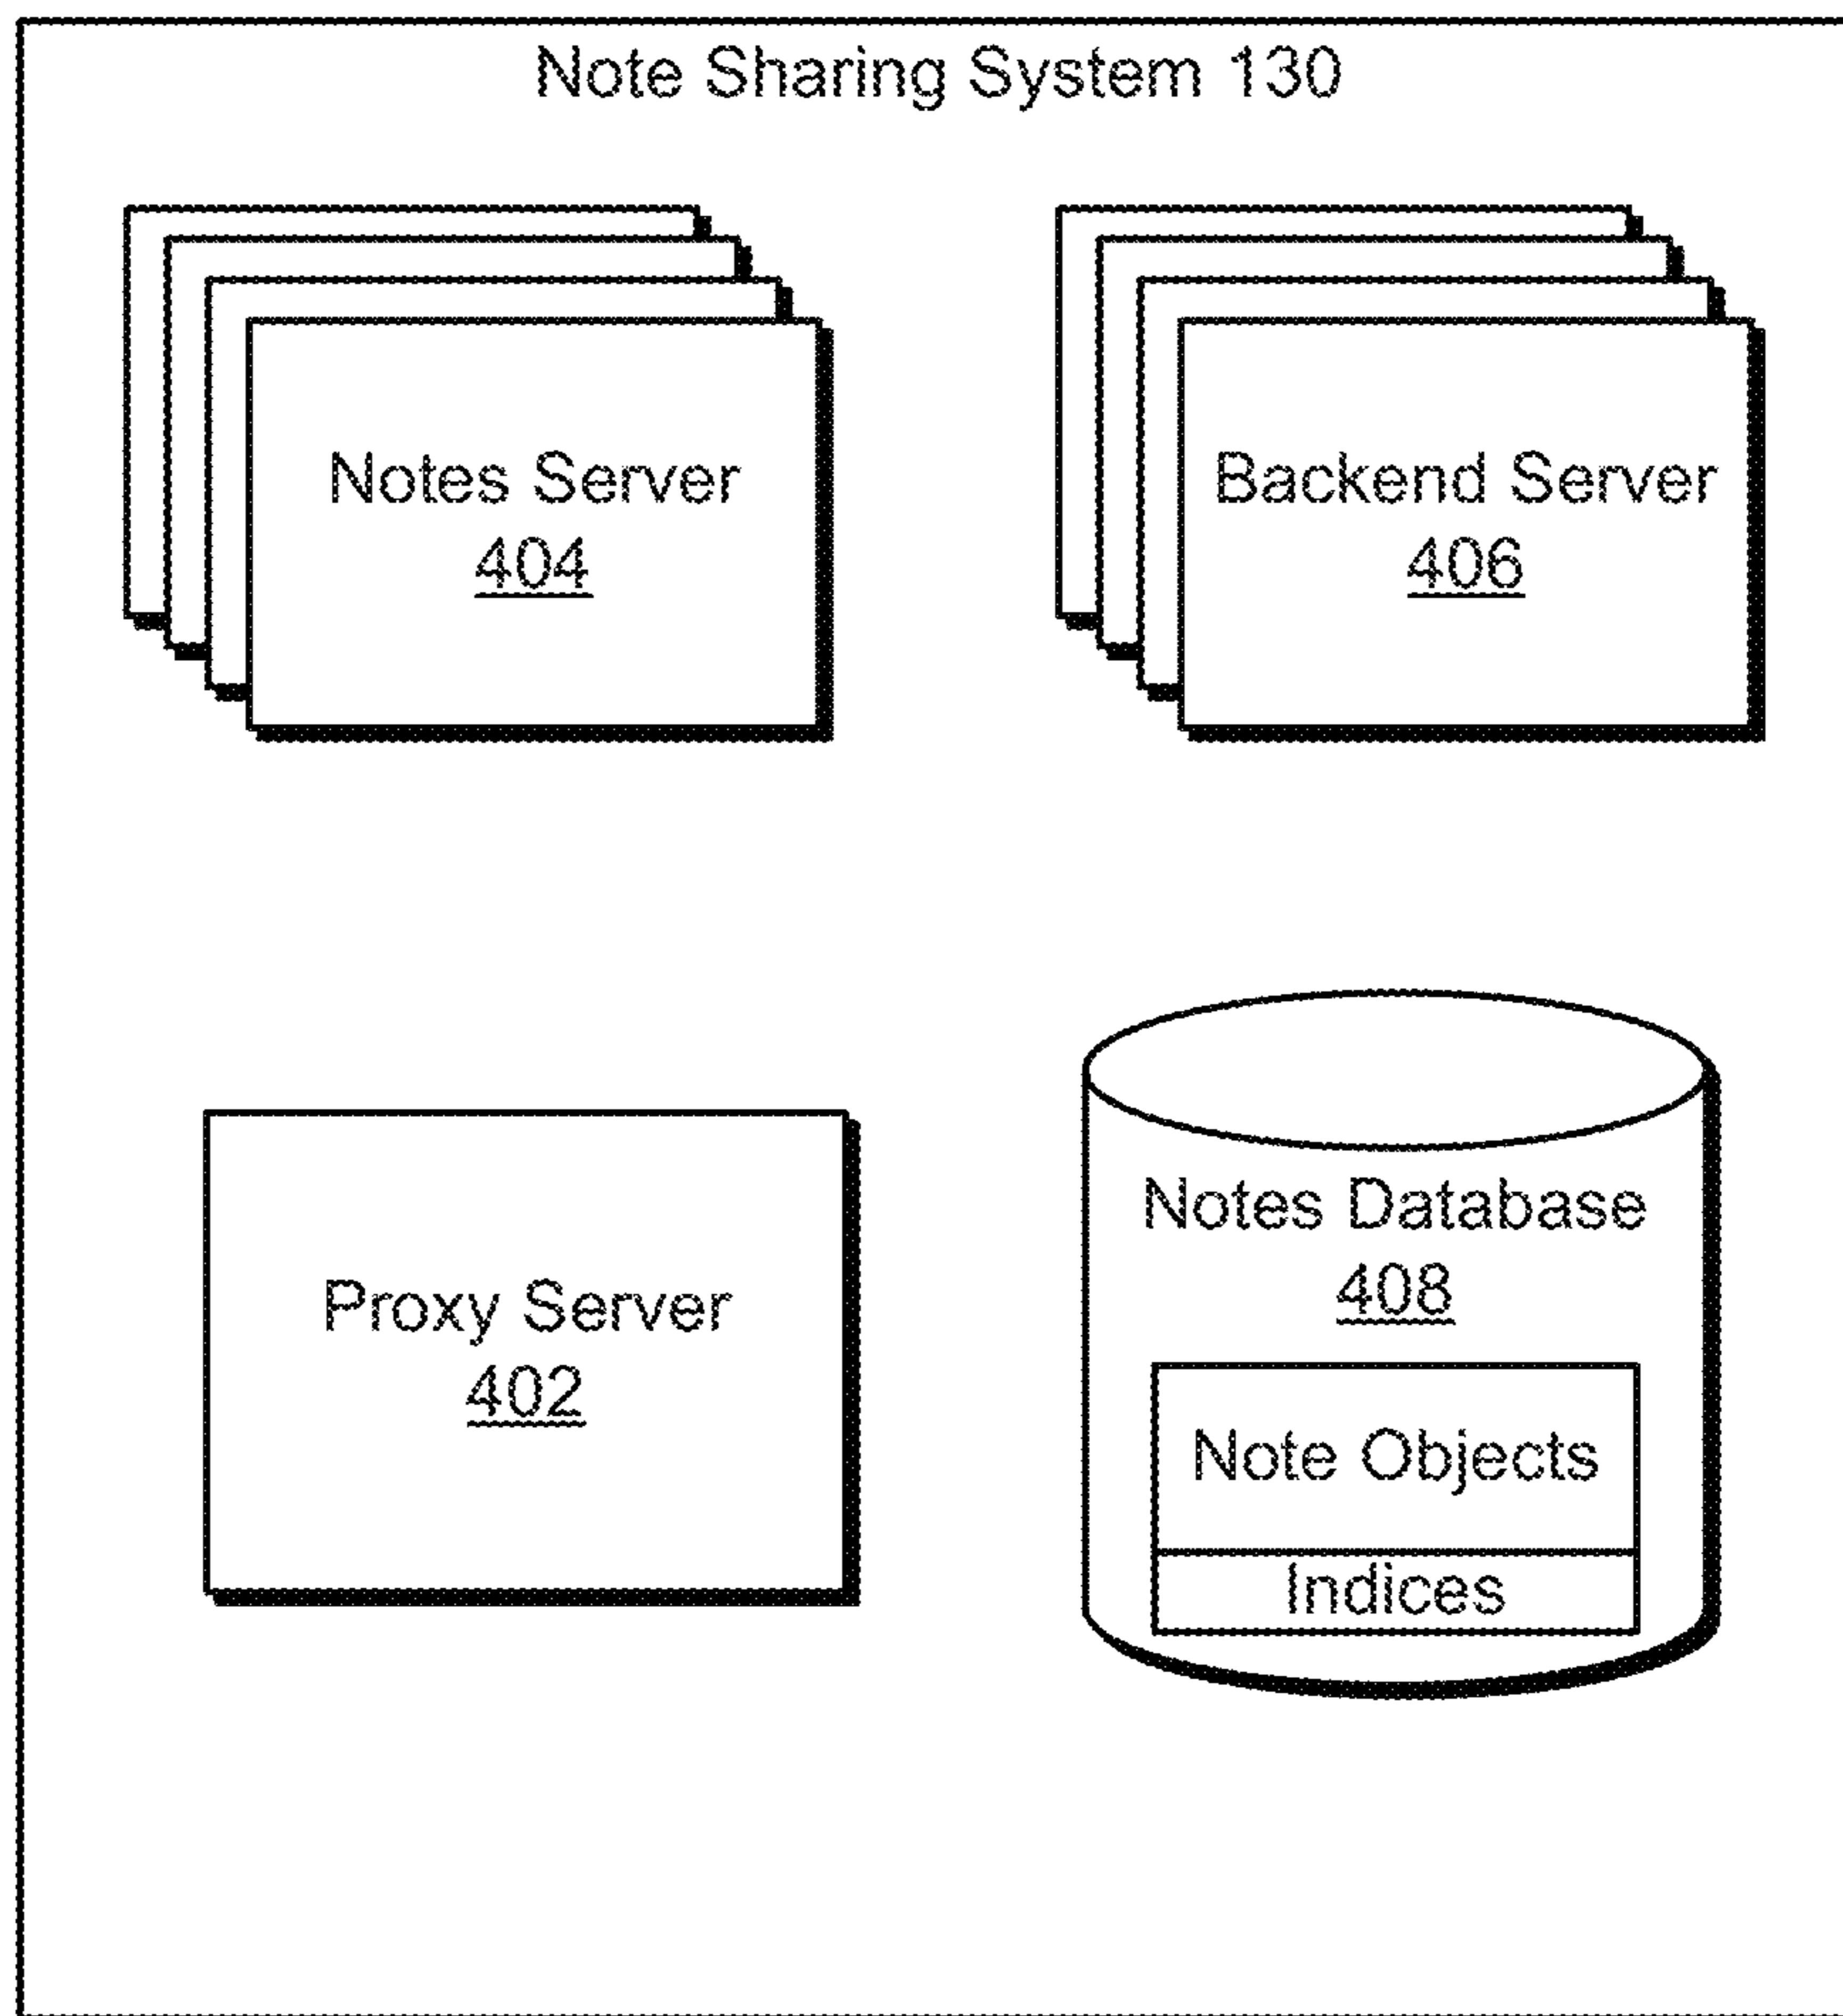 Note Sharing System 130
Notes Server
404
Backend Server
406
Proxy Server
402
Notes Database
408
Note Objects
Indices